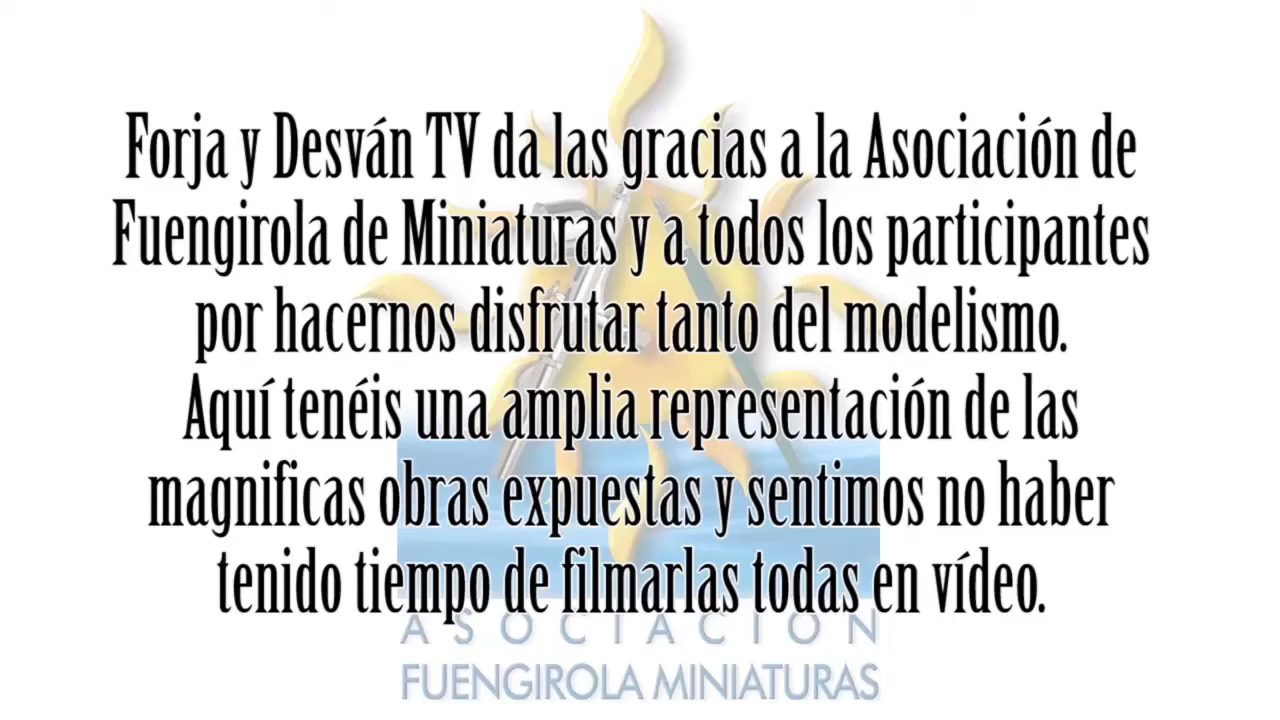 Forja y Desván TV da las gracias a la Asociación de
Fuengirola de Miniaturas y a todos los participantes
por hacernos disfrutar tanto del modelismo.
Aquí tenéis una amplia representación de las
magnificas obras expuestas y sentimos no haber
tenido tiempo de filmarlas todas en vídeo.
ASOCIACION
FUENGIROLA MINIATURAS